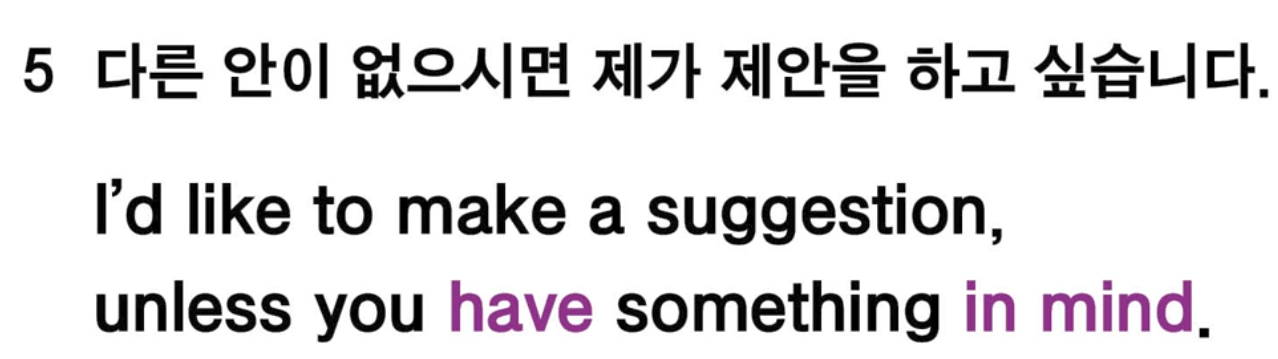 5 다른 안이 없으시면 제가 제안을 하고 싶습니다.
I’d like to make a suggestion,
unless you have something in mind.